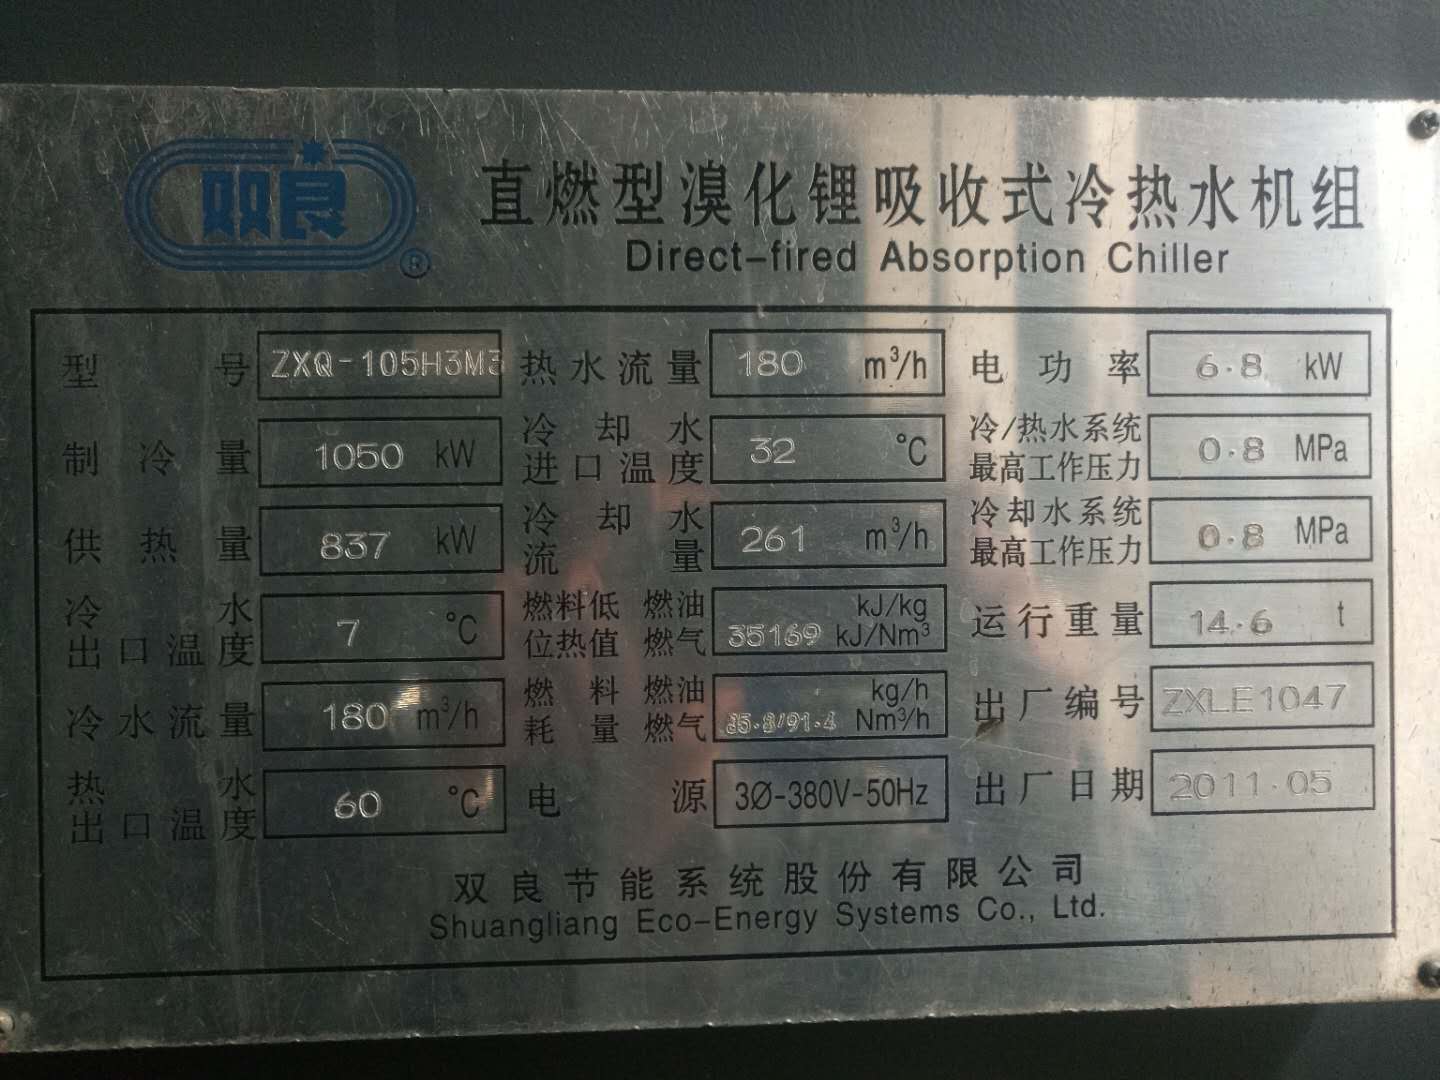 双良 ®
直燃型溴化锂吸收式冷热水机组
Direct-fired Absorption Chiller
型号 ZXQ-105H3M3 热水流量 180 m³/h 电功率 6.8 kW
制冷量 1050 kW 冷却水进口温度 32 ℃ 冷/热水系统最高工作压力 0.8 MPa
供热量 837 kW 冷却水流量 261 m³/h 冷却水系统最高工作压力 0.8 MPa
冷水出口温度 7 ℃ 燃料低位热值 燃油 燃气 35169 kJ/kg kJ/Nm³ 运行重量 14.6 t
冷水流量 180 m³/h 燃料耗量 燃油 燃气 kg/h Nm³/h 出厂编号 ZXLE1047
热水出口温度 60 ℃ 电源 3Ø-380V-50Hz 出厂日期 2011.05
双良节能系统股份有限公司
Shuangliang Eco-Energy Systems Co., Ltd.